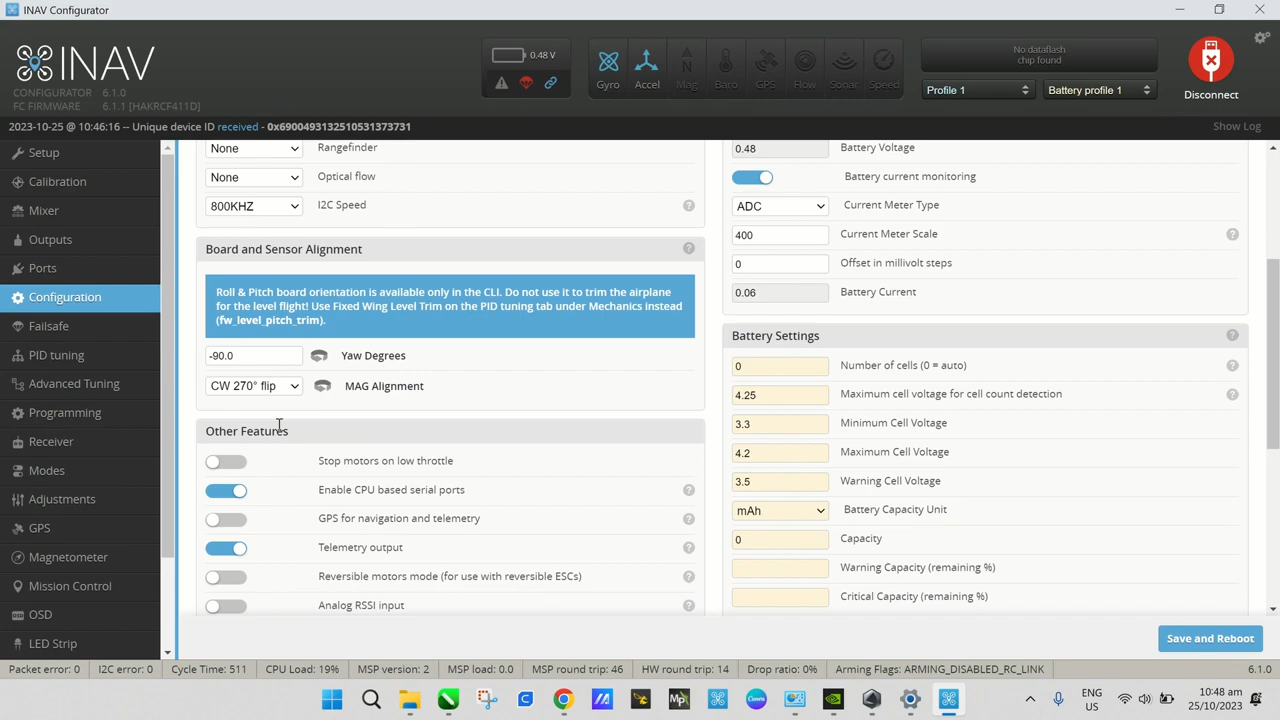 INAV Configurator
INAV
CONFIGURATOR 6.1.0
FC FIRMWARE 6.1.1 [HAKRCF411D]
0.48 V
Gyro
Accel
Mag
Baro
GPS
Flow
Sonar
Speed
No dataflash
chip found
Profile 1
Battery profile 1
Disconnect
2023-10-25 @ 10:46:16 -- Unique device ID received - 0x6900493132510531373731
Show Log
Setup
Calibration
Mixer
Outputs
Ports
Configuration
Failsafe
PID tuning
Advanced Tuning
Programming
Receiver
Modes
Adjustments
GPS
Magnetometer
Mission Control
OSD
LED Strip
None Rangefinder
None Optical flow
800KHZ I2C Speed
Board and Sensor Alignment
Roll & Pitch board orientation is available only in the CLI. Do not use it to trim the airplane
for the level flight! Use Fixed Wing Level Trim on the PID tuning tab under Mechanics instead
(fw_level_pitch_trim).
-90.0 Yaw Degrees
CW 270° flip MAG Alignment
Other Features
Stop motors on low throttle
Enable CPU based serial ports
GPS for navigation and telemetry
Telemetry output
Reversible motors mode (for use with reversible ESCs)
Analog RSSI input
0.48 Battery Voltage
Battery current monitoring
ADC Current Meter Type
400 Current Meter Scale
0 Offset in millivolt steps
0.06 Battery Current
Battery Settings
0 Number of cells (0 = auto)
4.25 Maximum cell voltage for cell count detection
3.3 Minimum Cell Voltage
4.2 Maximum Cell Voltage
3.5 Warning Cell Voltage
mAh Battery Capacity Unit
0 Capacity
Warning Capacity (remaining %)
Critical Capacity (remaining %)
Save and Reboot
Packet error: 0 I2C error: 0 Cycle Time: 511 CPU Load: 19% MSP version: 2 MSP load: 0.0 MSP round trip: 46 HW round trip: 14 Drop ratio: 0% Arming Flags: ARMING_DISABLED_RC_LINK 6.1.0
ENG
UC
10:48 am
25/10/2023